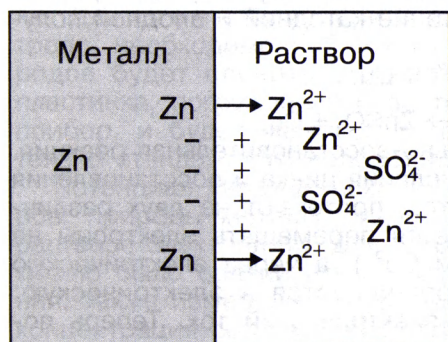 Металл Раствор
Zn → Zn²⁺
− + Zn²⁺
Zn − + SO₄²⁻
− + SO₄²⁻
− + Zn²⁺
Zn → Zn²⁺